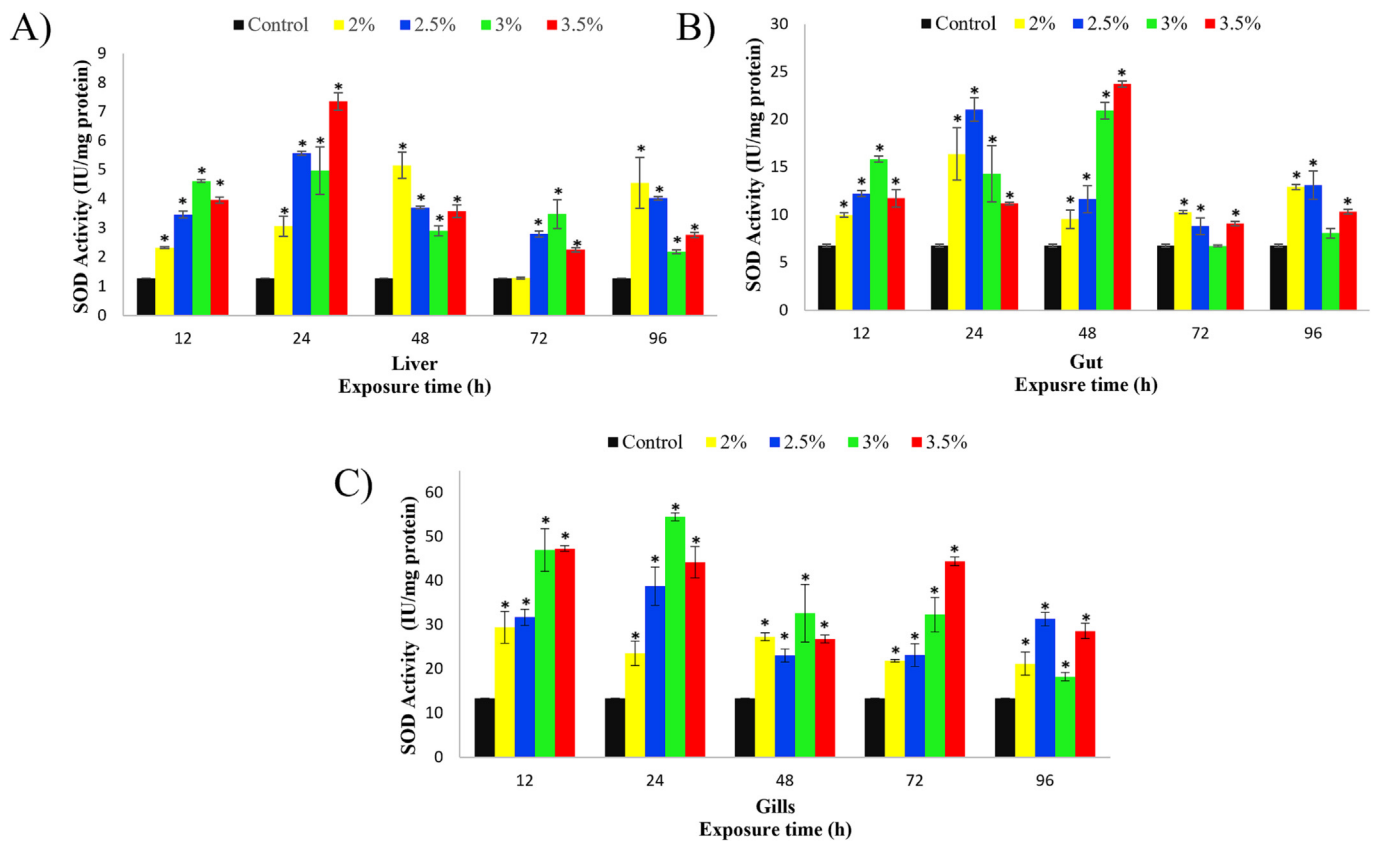 A)
Control 2% 2.5% 3% 3.5%
SOD Activity (IU/mg protein)
9
8
7
6
5
4
3
2
1
0
* * * *
* * * *
* * * *
* * *
* * * *
12 24 48 72 96
Liver
Exposure time (h)
B)
Control 2% 2.5% 3% 3.5%
SOD Activity (IU/mg protein)
30
25
20
15
10
5
0
* * * *
* * * *
* * * *
* * *
* * *
12 24 48 72 96
Gut
Expusre time (h)
C)
Control 2% 2.5% 3% 3.5%
SOD Activity (IU/mg protein)
60
50
40
30
20
10
0
* * * *
* * * *
* * * *
* * * *
* * * *
12 24 48 72 96
Gills
Exposure time (h)